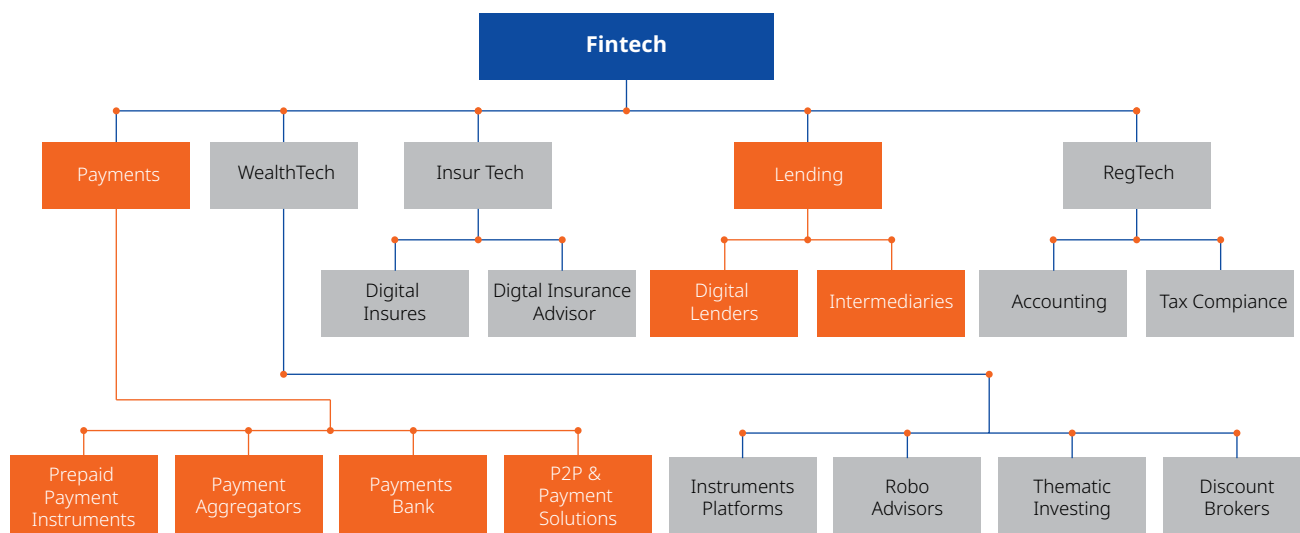 Fintech
Payments
WealthTech
Insur Tech
Lending
RegTech
Digital
Insures
Digtal Insurance
Advisor
Digital
Lenders
Intermediaries
Accounting
Tax Compiance
Prepaid
Payment
Instruments
Payment
Aggregators
Payments
Bank
P2P &
Payment
Solutions
Instruments
Platforms
Robo
Advisors
Thematic
Investing
Discount
Brokers